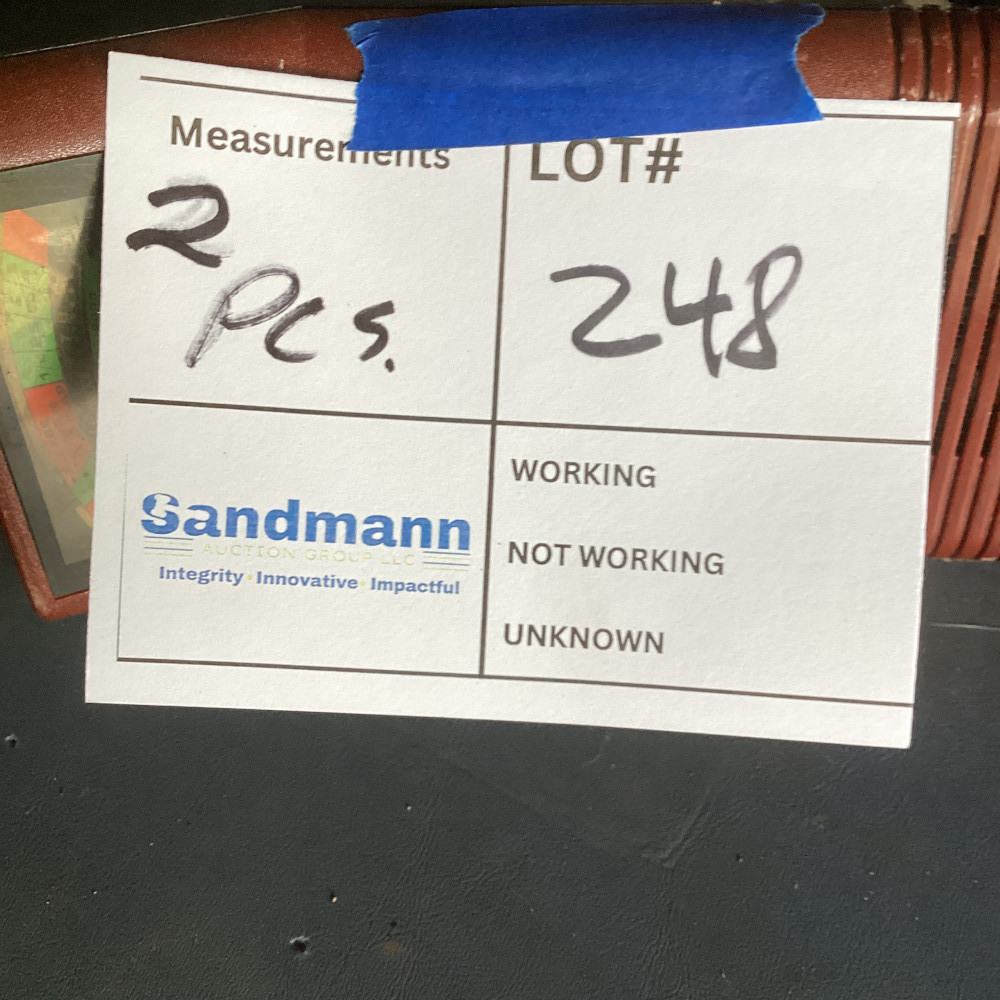 Measurements
2
PCS.
LOT#
248
Sandmann
AUCTION GROUP LLC
Integrity Innovative Impactful
WORKING
NOT WORKING
UNKNOWN